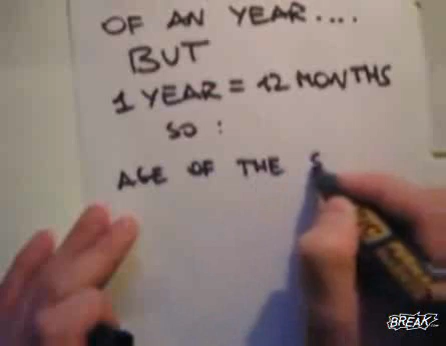 OF AN YEAR....
BUT
1 YEAR = 12 MONTHS
SO :
AGE OF THE S
BREAK